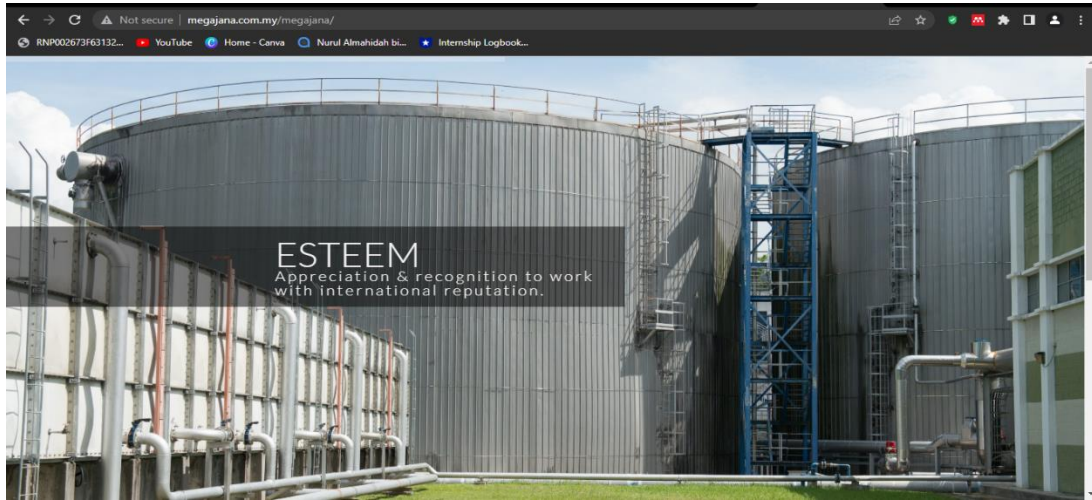 Not secure | megajana.com.my/megajana/
RNP002673F63132... YouTube Home - Canva Nurul Almahidah bi... Internship Logbook...
ESTEEM
Appreciation & recognition to work
with international reputation.